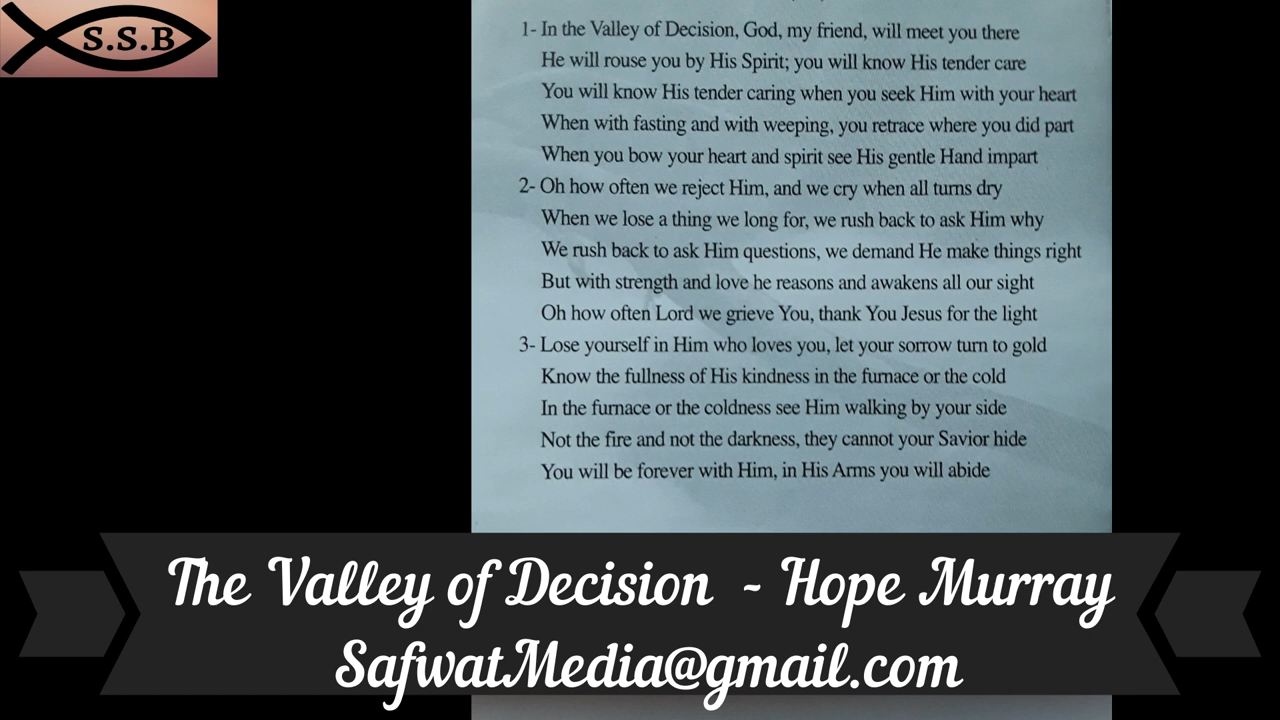 S.S.B
1- In the Valley of Decision, God, my friend, will meet you there
He will rouse you by His Spirit; you will know His tender care
You will know His tender caring when you seek Him with your heart
When with fasting and with weeping, you retrace where you did part
When you bow your heart and spirit see His gentle Hand impart
2- Oh how often we reject Him, and we cry when all turns dry
When we lose a thing we long for, we rush back to ask Him why
We rush back to ask Him questions, we demand He make things right
But with strength and love he reasons and awakens all our sight
Oh how often Lord we grieve You, thank You Jesus for the light
3- Lose yourself in Him who loves you, let your sorrow turn to gold
Know the fullness of His kindness in the furnace or the cold
In the furnace or the coldness see Him walking by your side
Not the fire and not the darkness, they cannot your Savior hide
You will be forever with Him, in His Arms you will abide
The Valley of Decision - Hope Murray
SafwatMedia@gmail.com